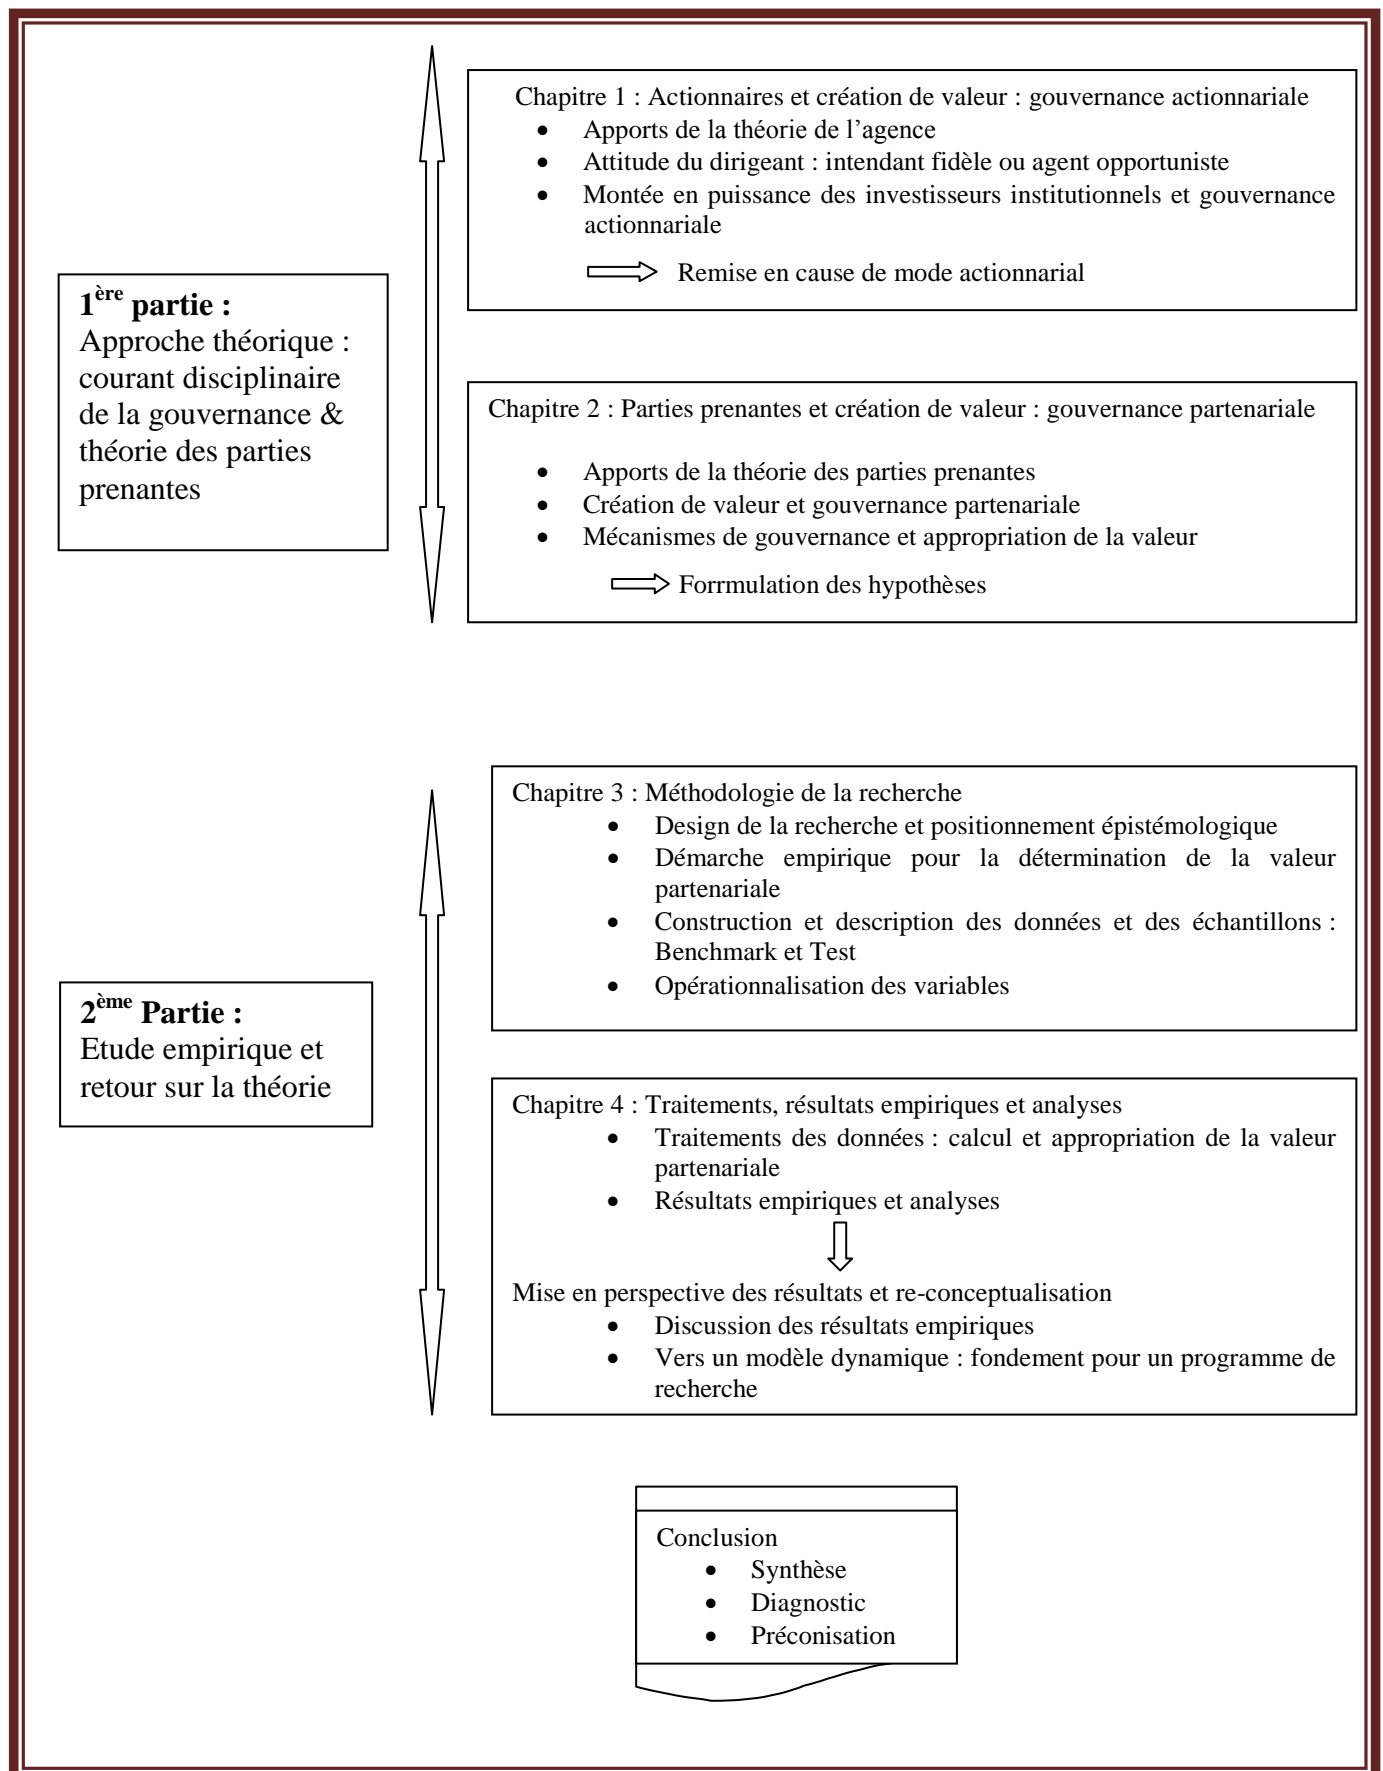 Chapitre 1 : Actionnaires et création de valeur : gouvernance actionnariale
• Apports de la théorie de l’agence
• Attitude du dirigeant : intendant fidèle ou agent opportuniste
• Montée en puissance des investisseurs institutionnels et gouvernance
actionnariale
Remise en cause de mode actionnarial
1ère partie :
Approche théorique :
courant disciplinaire
de la gouvernance &
théorie des parties
prenantes
Chapitre 2 : Parties prenantes et création de valeur : gouvernance partenariale
• Apports de la théorie des parties prenantes
• Création de valeur et gouvernance partenariale
• Mécanismes de gouvernance et appropriation de la valeur
Forrmulation des hypothèses
Chapitre 3 : Méthodologie de la recherche
• Design de la recherche et positionnement épistémologique
• Démarche empirique pour la détermination de la valeur
partenariale
• Construction et description des données et des échantillons :
Benchmark et Test
• Opérationnalisation des variables
2ème Partie :
Etude empirique et
retour sur la théorie
Chapitre 4 : Traitements, résultats empiriques et analyses
• Traitements des données : calcul et appropriation de la valeur
partenariale
• Résultats empiriques et analyses
Mise en perspective des résultats et re-conceptualisation
• Discussion des résultats empiriques
• Vers un modèle dynamique : fondement pour un programme de
recherche
Conclusion
• Synthèse
• Diagnostic
• Préconisation